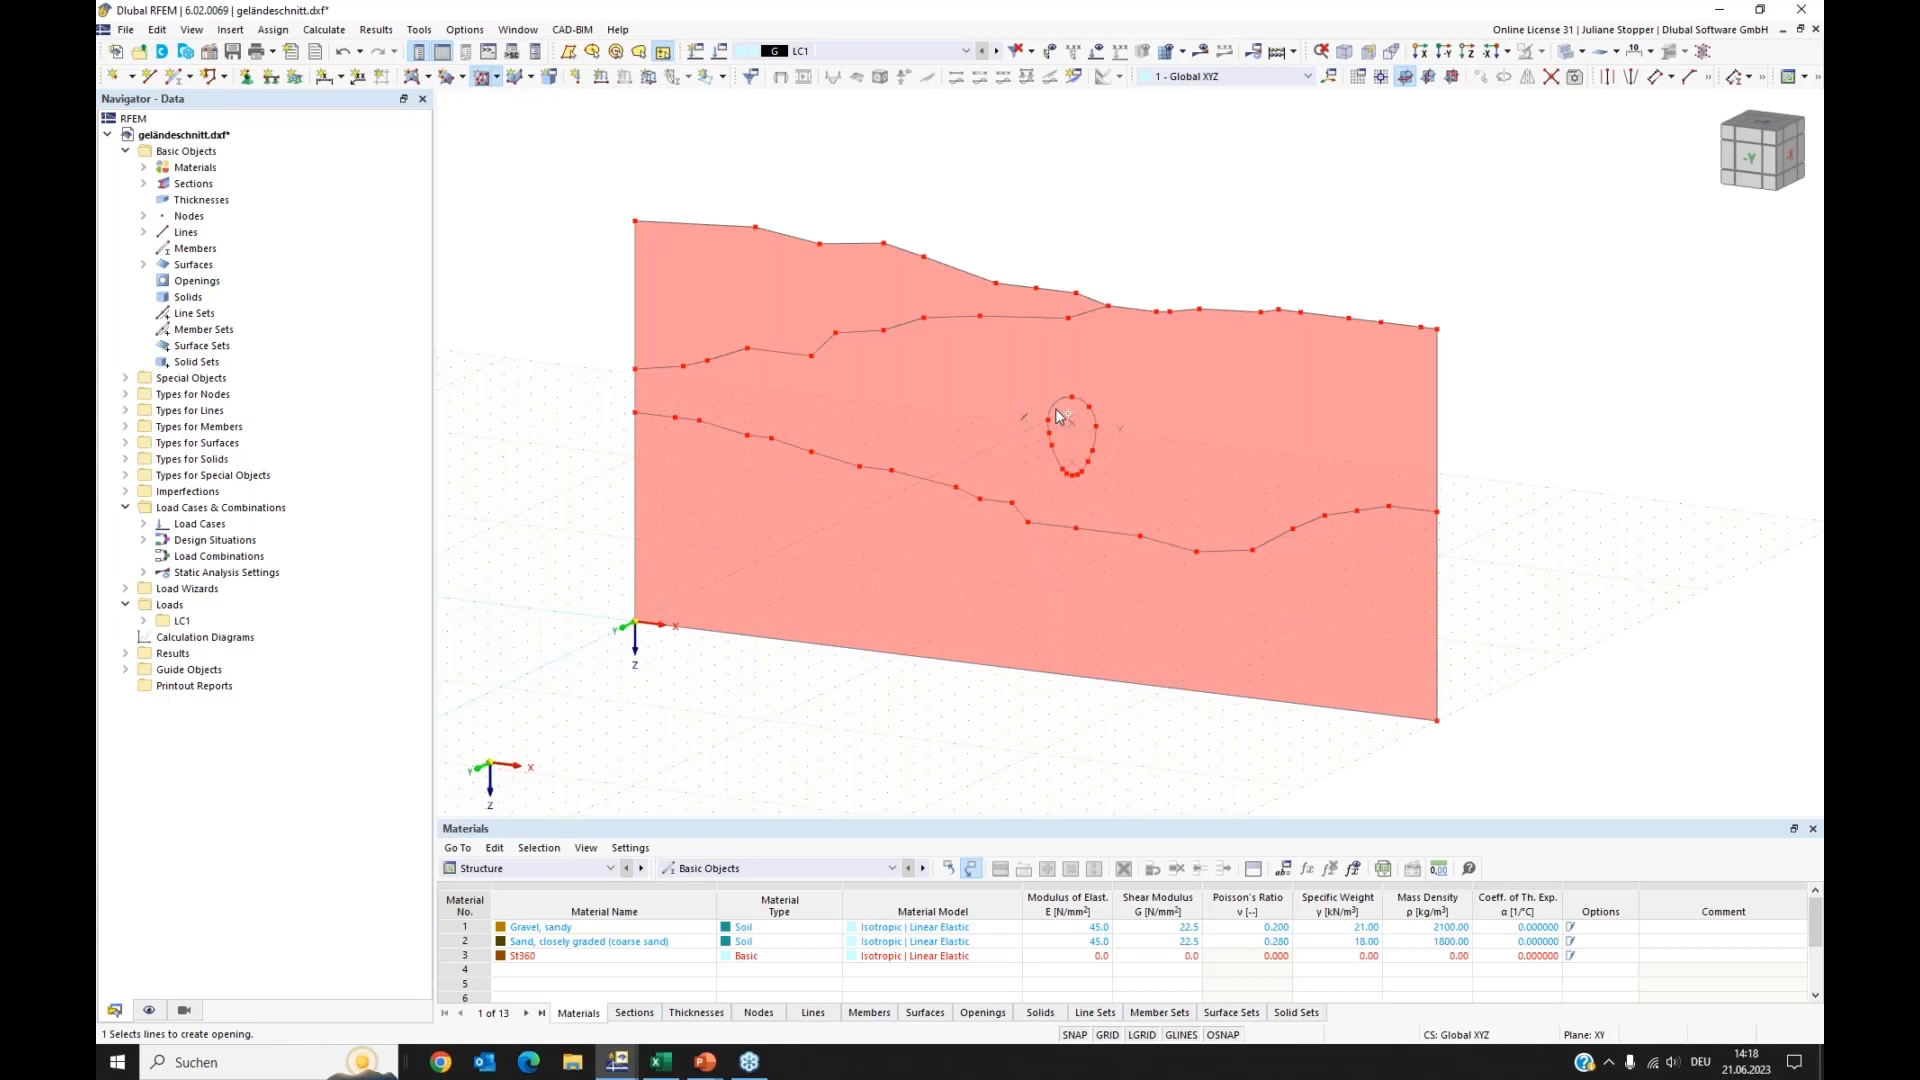 Dlubal RFEM | 6.02.0069 | geländeschnitt.dxf*
File Edit View Insert Assign Calculate Results Tools Options Window CAD-BIM Help
Online License 31 | Juliane Stopper | Dlubal Software GmbH
G LC1
1 - Global XYZ
Navigator - Data
RFEM
geländeschnitt.dxf*
Basic Objects
Materials
Sections
Thicknesses
Nodes
Lines
Members
Surfaces
Openings
Solids
Line Sets
Member Sets
Surface Sets
Solid Sets
Special Objects
Types for Nodes
Types for Lines
Types for Members
Types for Surfaces
Types for Solids
Types for Special Objects
Imperfections
Load Cases & Combinations
Load Cases
Design Situations
Load Combinations
Static Analysis Settings
Load Wizards
Loads
LC1
Calculation Diagrams
Results
Guide Objects
Printout Reports
-Y X
Y X
Z
Y X
Z
Materials
Go To Edit Selection View Settings
Structure Basic Objects
Material No. Material Name Material Type Material Model Modulus of Elast. E [N/mm²] Shear Modulus G [N/mm²] Poisson's Ratio ν [--] Specific Weight γ [kN/m³] Mass Density ρ [kg/m³] Coeff. of Th. Exp. α [1/°C] Options Comment
1 Gravel, sandy Soil Isotropic | Linear Elastic 45.0 22.5 0.200 21.00 2100.00 0.000000
2 Sand, closely graded (coarse sand) Soil Isotropic | Linear Elastic 45.0 22.5 0.280 18.00 1800.00 0.000000
3 St360 Basic Isotropic | Linear Elastic 0.0 0.0 0.000 0.00 0.00 0.000000
4
5
6
1 of 13 Materials Sections Thicknesses Nodes Lines Members Surfaces Openings Solids Line Sets Member Sets Surface Sets Solid Sets
1 Selects lines to create opening.
SNAP GRID LGRID GLINES OSNAP CS: Global XYZ Plane: XY
Suchen
DEU
14:18
21.06.2023